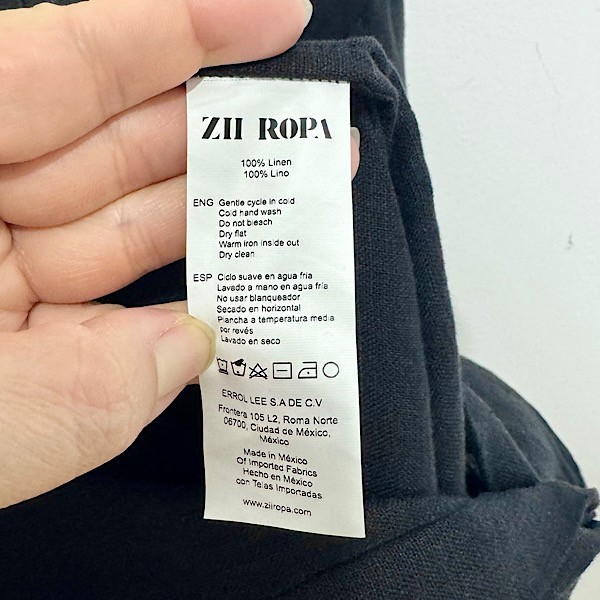 ZII ROPA
100% Linen
100% Lino
ENG Gentle cycle in cold
Cold hand wash
Do not bleach
Dry flat
Warm iron inside out
Dry clean
ESP Ciclo suave en agua fría
Lavado a mano en agua fría
No usar blanqueador
Secado en horizontal
Plancha a temperatura media
por revés
Lavado en seco
ERROL LEE S.A DE C.V
Frontera 105 L2, Roma Norte
06700, Ciudad de México,
México
Made in México
Of Imported Fabrics
Hecho en México
con Telas Importadas
www.ziiropa.com